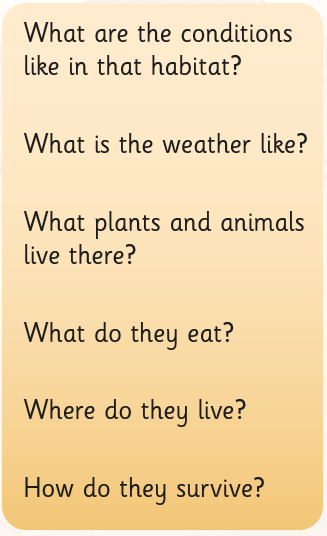 What are the conditions
like in that habitat?
What is the weather like?
What plants and animals
live there?
What do they eat?
Where do they live?
How do they survive?